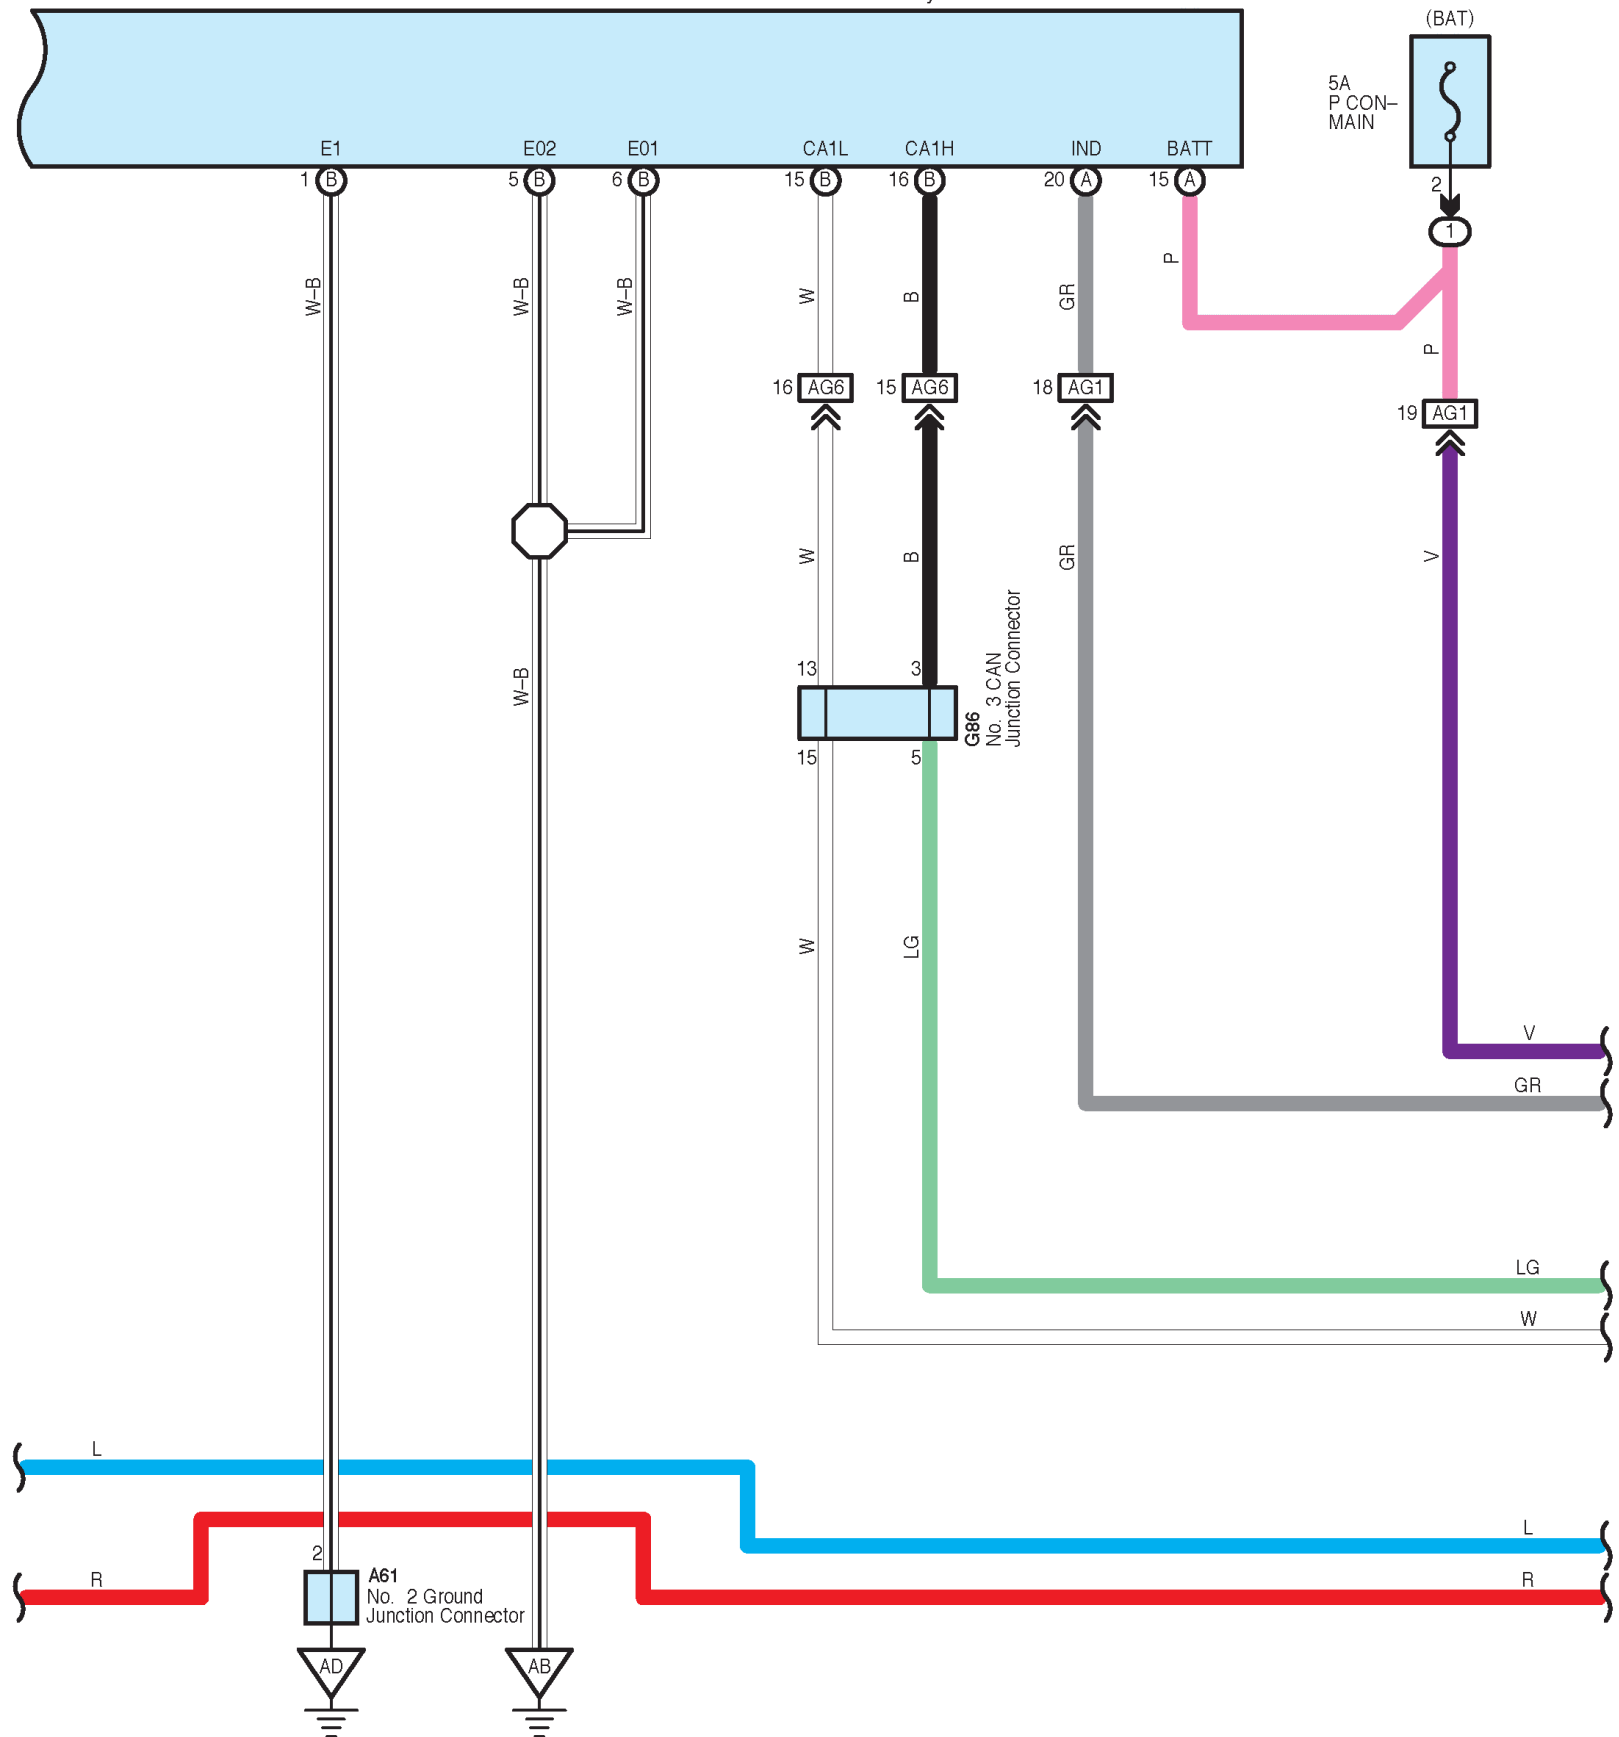 (BAT)
5A
P CON–
MAIN
E1
E02
E01
CA1L
CA1H
IND
BATT
1 B
5 B
6 B
15 B
16 B
20 A
15 A
2
1
W–B
W–B
W–B
W
B
GR
P
P
16 AG6
15 AG6
18 AG1
19 AG1
W
B
GR
V
W–B
13
3
15
5
G86
No. 3 CAN
Junction Connector
W
LG
V
GR
LG
W
L
L
R
R
2
A61
No. 2 Ground
Junction Connector
AD
AB